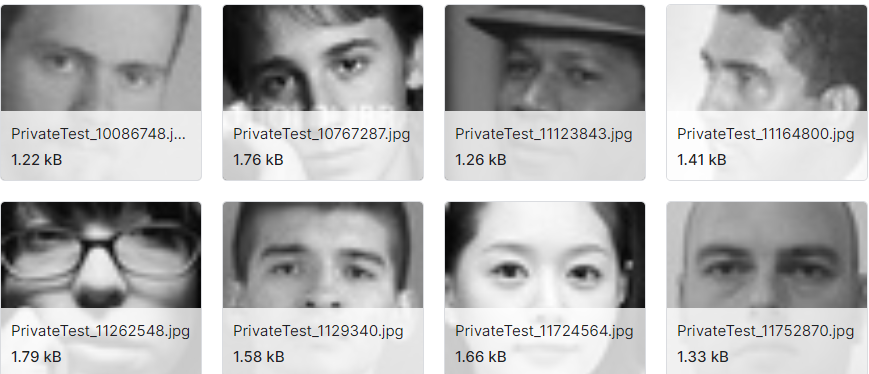 PrivateTest_10086748.j...
1.22 kB
PrivateTest_10767287.jpg
1.76 kB
PrivateTest_11123843.jpg
1.26 kB
PrivateTest_11164800.jpg
1.41 kB
PrivateTest_11262548.jpg
1.79 kB
PrivateTest_1129340.jpg
1.58 kB
PrivateTest_11724564.jpg
1.66 kB
PrivateTest_11752870.jpg
1.33 kB